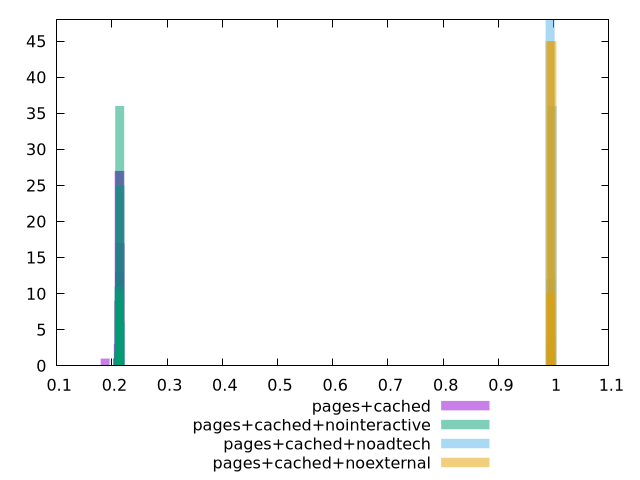 45
40
35
30
25
20
15
10
5
0
0.1 0.2 0.3 0.4 0.5 0.6 0.7 0.8 0.9 1 1.1
pages+cached
pages+cached+nointeractive
pages+cached+noadtech
pages+cached+noexternal